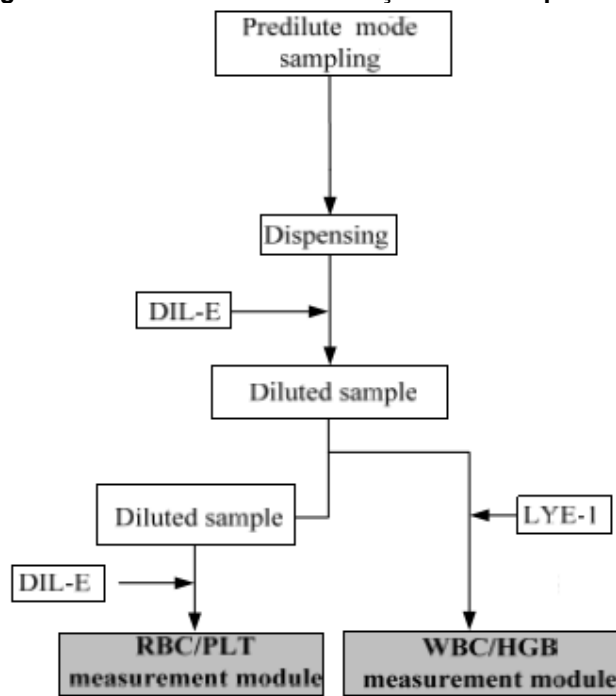 Predilute mode
sampling
Dispensing
DIL-E
Diluted sample
Diluted sample
LYE-1
DIL-E
RBC/PLT
measurement module
WBC/HGB
measurement module